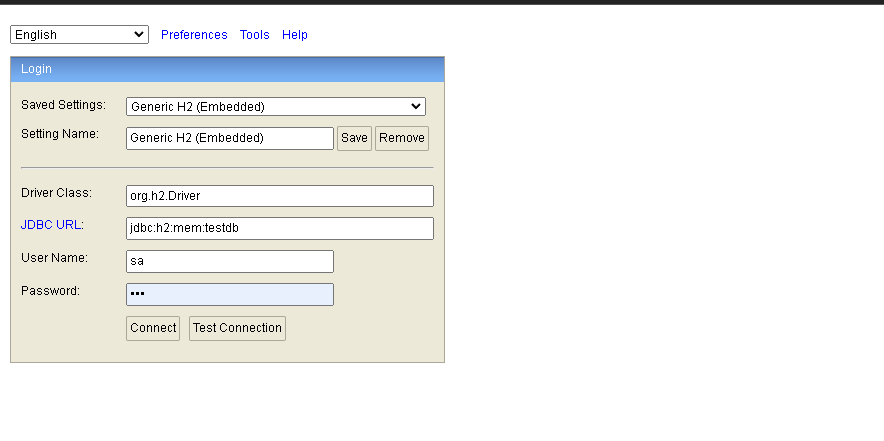 English Preferences Tools Help
Login
Saved Settings: Generic H2 (Embedded)
Setting Name: Generic H2 (Embedded) Save Remove
Driver Class: org.h2.Driver
JDBC URL: jdbc:h2:mem:testdb
User Name: sa
Password: •••
Connect Test Connection